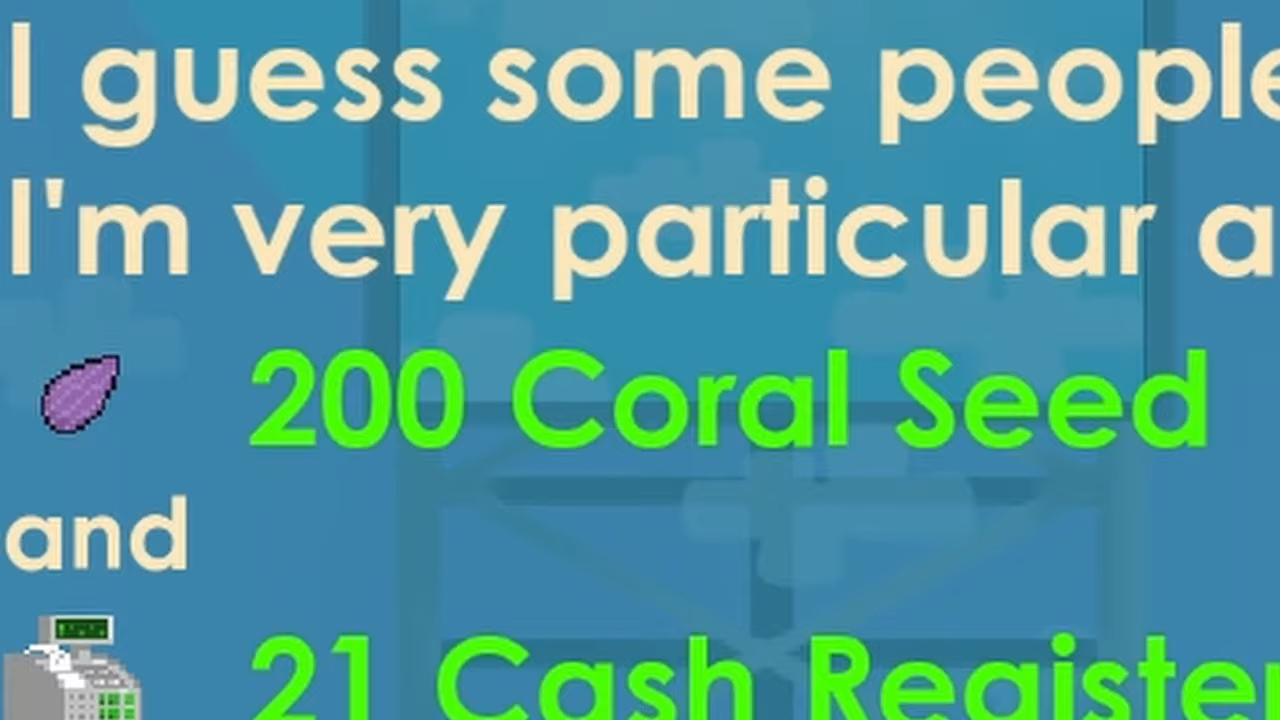 I guess some people
I'm very particular a
200 Coral Seed
and
21 Cash Register